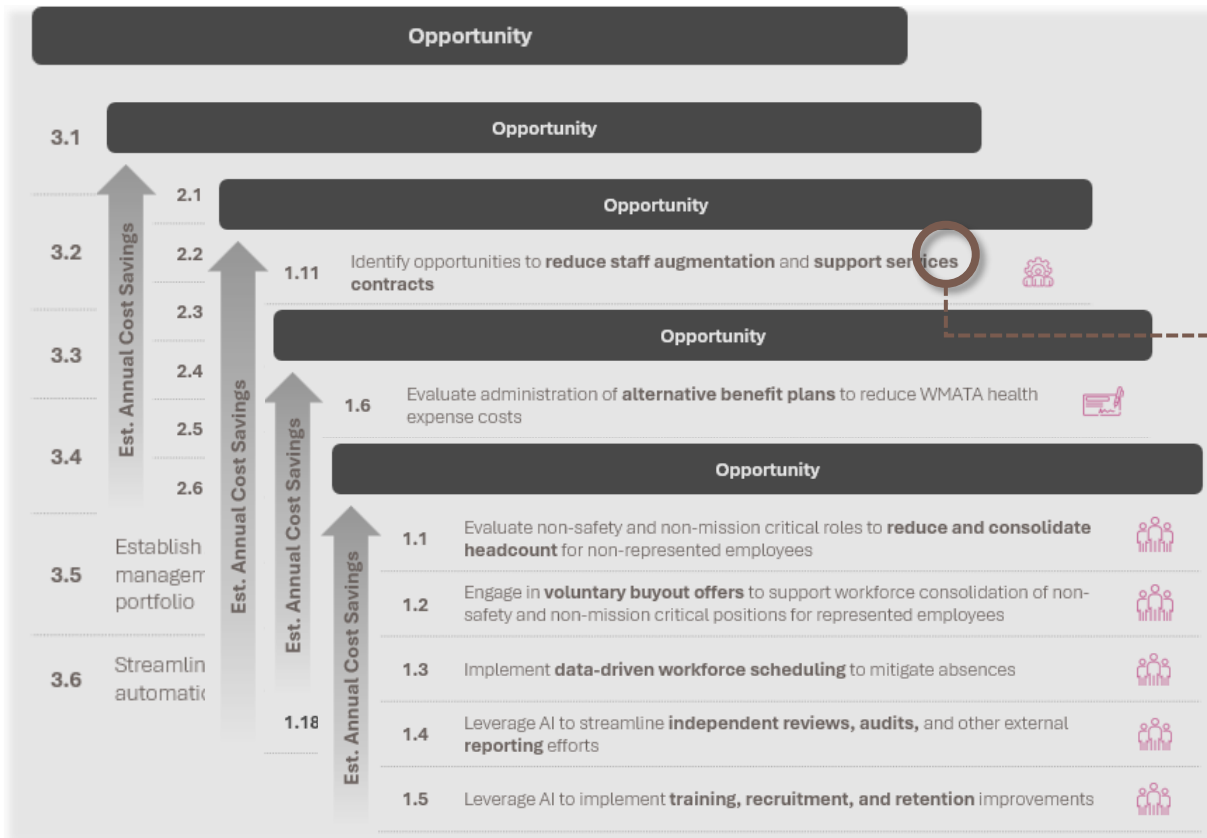 Opportunity
3.1
Opportunity
2.1
Opportunity
3.2
2.2
1.11
Identify opportunities to reduce staff augmentation and support services
contracts
2.3
Opportunity
3.3
2.4
1.6
Evaluate administration of alternative benefit plans to reduce WMATA health
expense costs
2.5
3.4
Opportunity
2.6
Est. Annual Cost Savings
Est. Annual Cost Savings
Est. Annual Cost Savings
Est. Annual Cost Savings
1.1
Evaluate non-safety and non-mission critical roles to reduce and consolidate
headcount for non-represented employees
3.5
Establish
portfolio
1.2
Engage in voluntary buyout offers to support workforce consolidation of non-
safety and non-mission critical positions for represented employees
3.6
1.3
Implement data-driven workforce scheduling to mitigate absences
1.18
1.4
Leverage AI to streamline independent reviews, audits, and other external
reporting efforts
1.5
Leverage AI to implement training, recruitment, and retention improvements